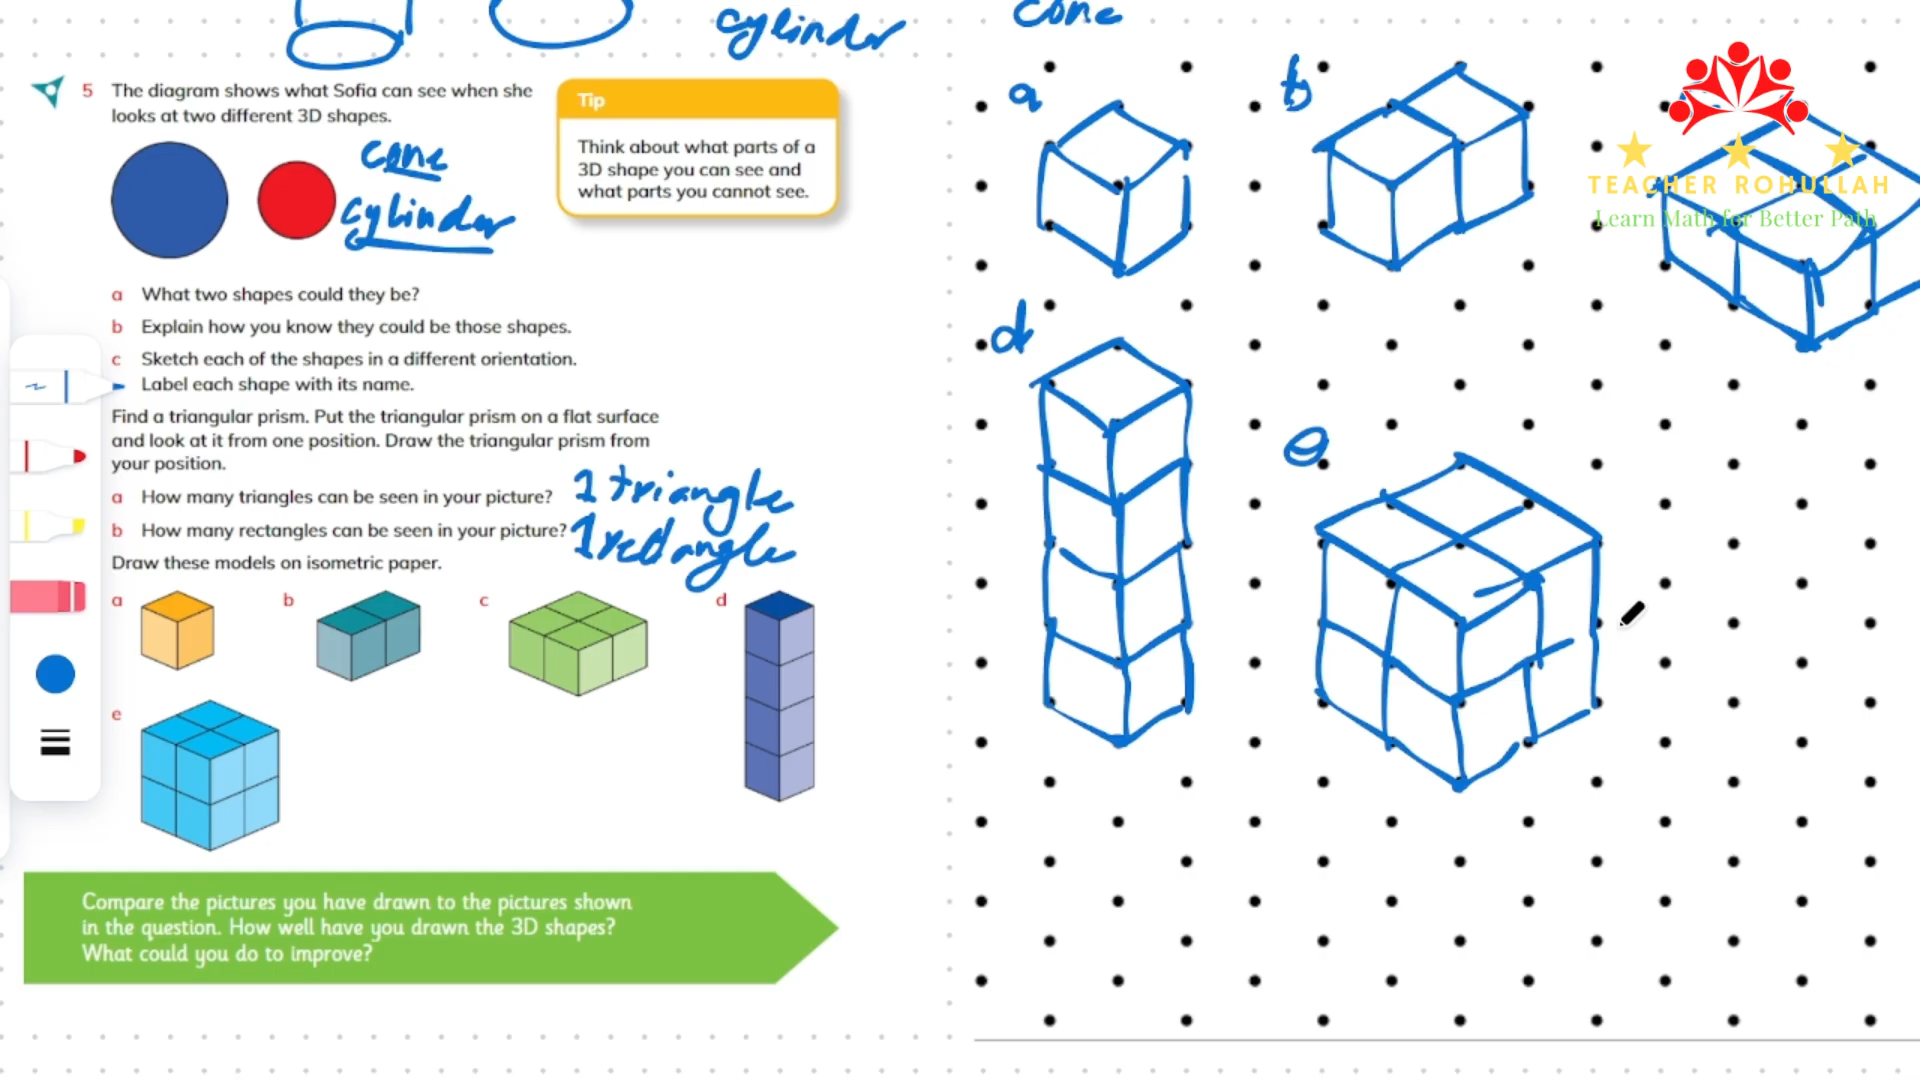 cylinder
cone
5 The diagram shows what Sofia can see when she
looks at two different 3D shapes.
cone
cylinder
Tip
Think about what parts of a
3D shape you can see and
what parts you cannot see.
a What two shapes could they be?
b Explain how you know they could be those shapes.
c Sketch each of the shapes in a different orientation.
Label each shape with its name.
Find a triangular prism. Put the triangular prism on a flat surface
and look at it from one position. Draw the triangular prism from
your position.
a How many triangles can be seen in your picture? 1 triangle
b How many rectangles can be seen in your picture? 1 rectangle
Draw these models on isometric paper.
a b c d
e
Compare the pictures you have drawn to the pictures shown
in the question. How well have you drawn the 3D shapes?
What could you do to improve?
a b
d
e
TEACHER ROHULLAH
Learn Math for Better Path